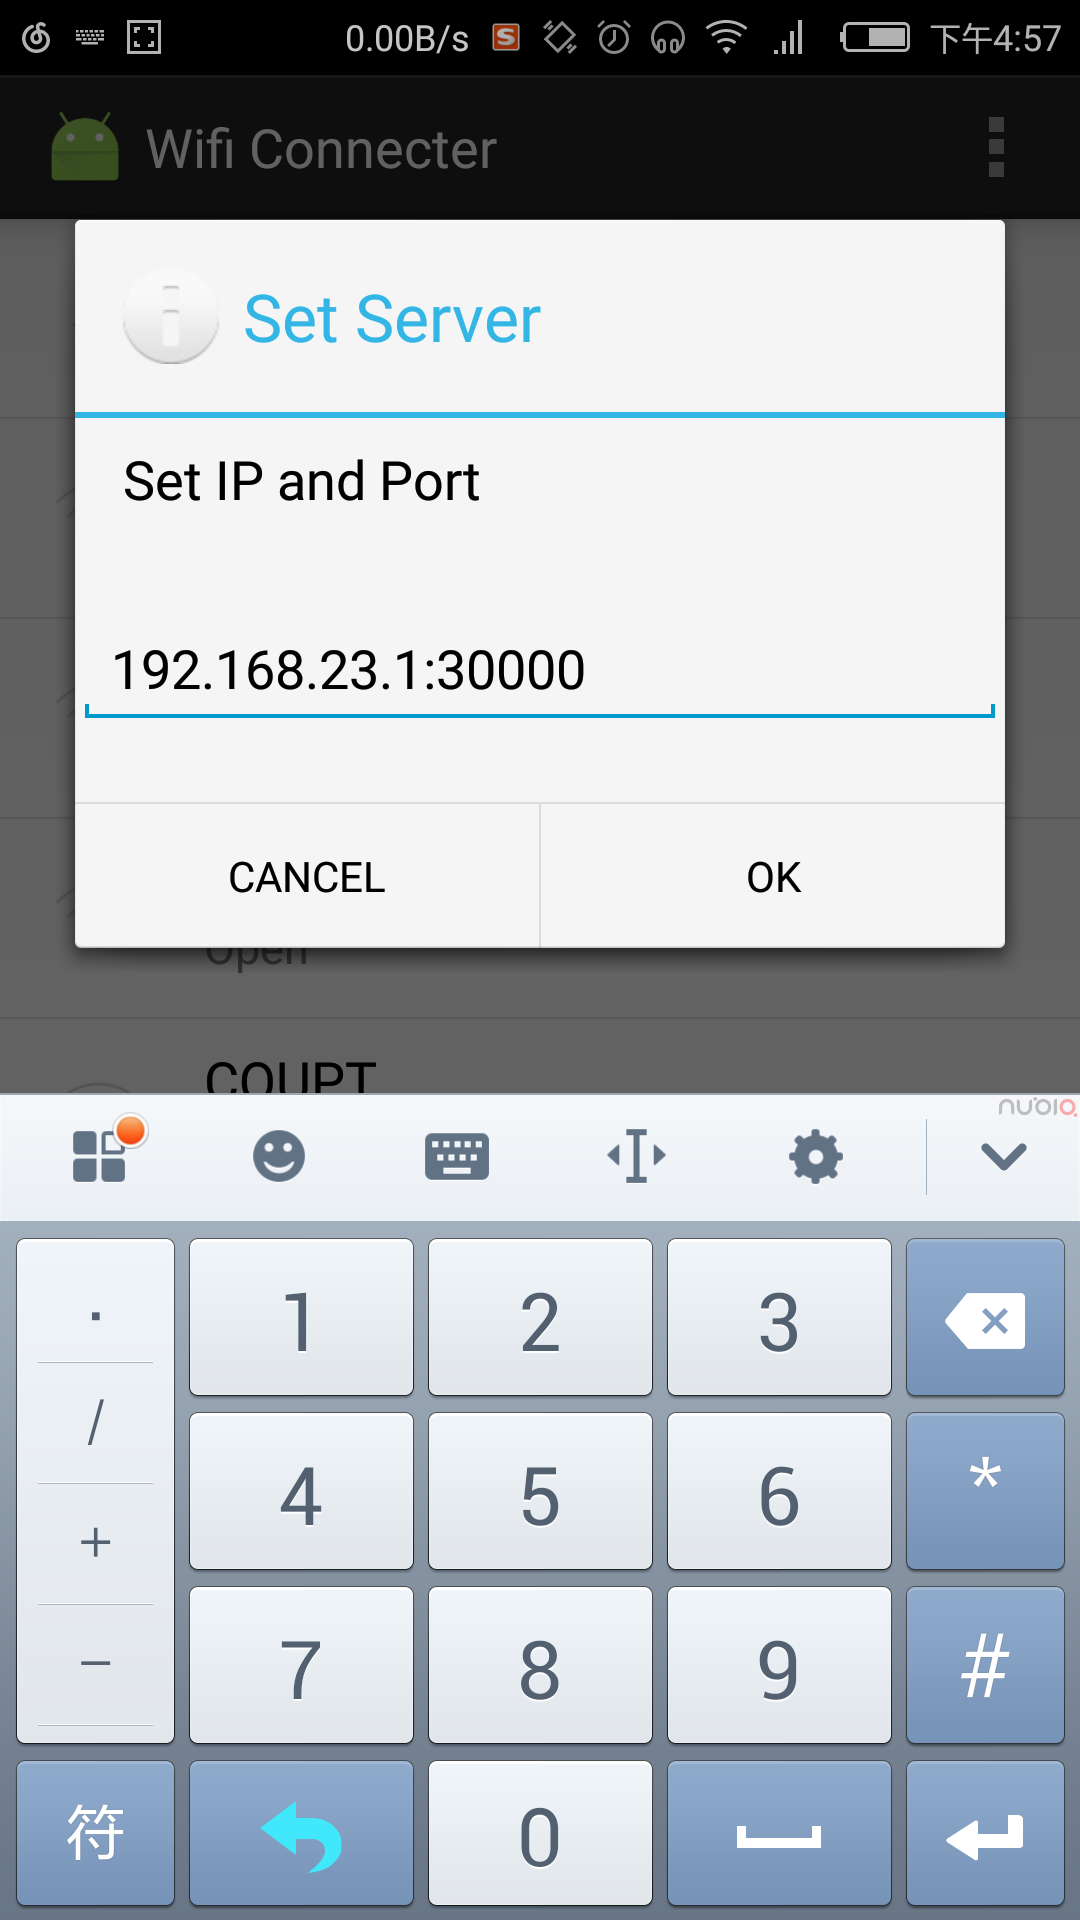 0.00B/s 下午4:57
Wifi Connecter
Set Server
Set IP and Port
192.168.23.1:30000
CANCEL OK
Open
COUPT
nubia
.
/
+
−
1 2 3
4 5 6 *
7 8 9 #
符 0